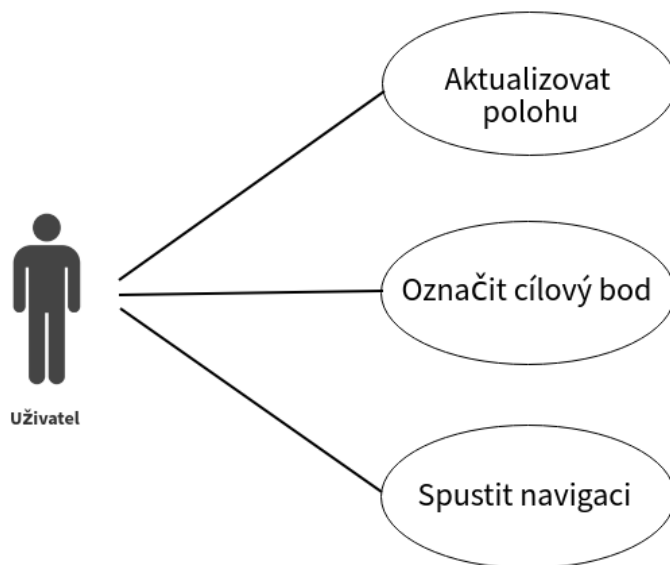 Aktualizovat
polohu
Označit cílový bod
Uživatel
Spustit navigaci